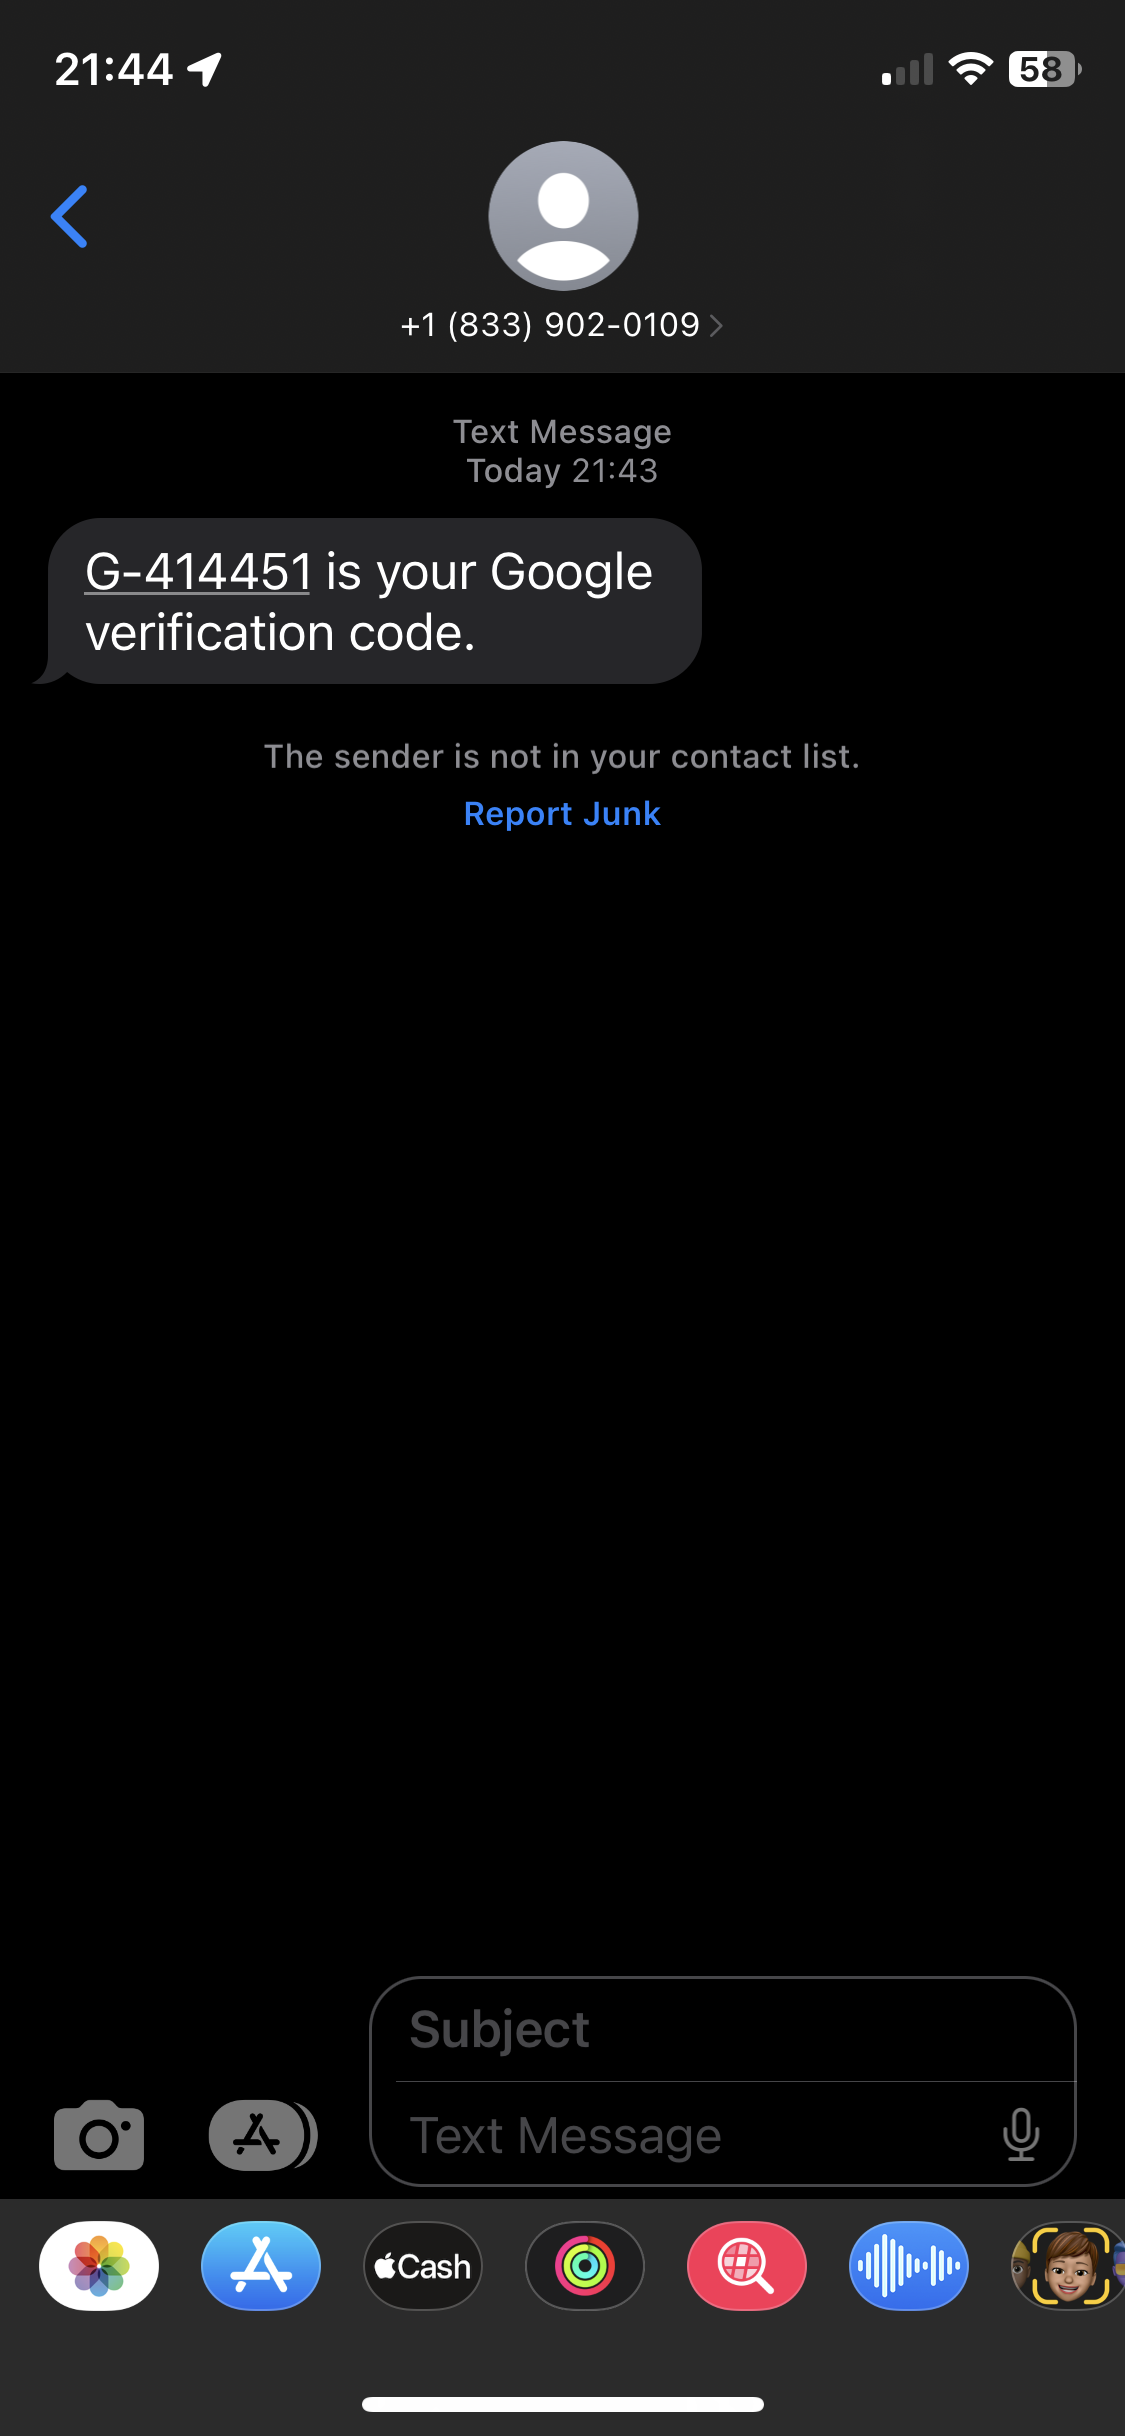 21:44
58
+1 (833) 902-0109
Text Message
Today 21:43
G-414451 is your Google
verification code.
The sender is not in your contact list.
Report Junk
Subject
Text Message
Cash